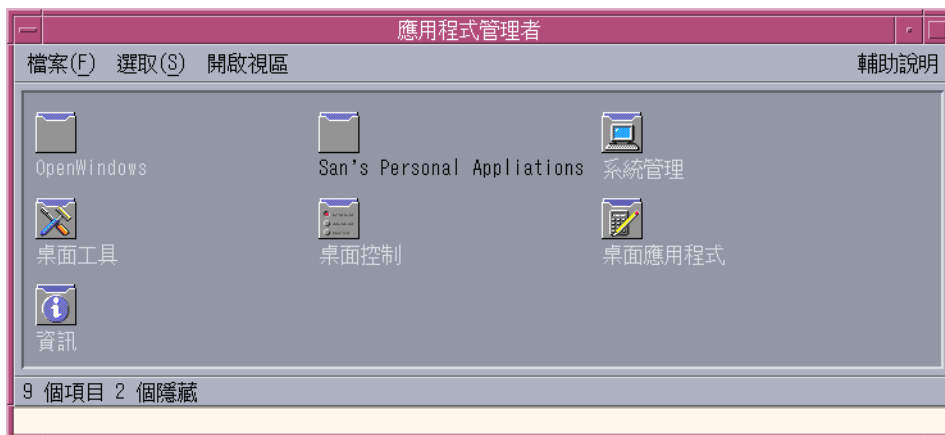 應用程式管理者
檔案(F) 選取(S) 開啟視區 輔助說明
OpenWindows San's Personal Appliations 系統管理
桌面工具 桌面控制 桌面應用程式
資訊
9 個項目 2 個隱藏